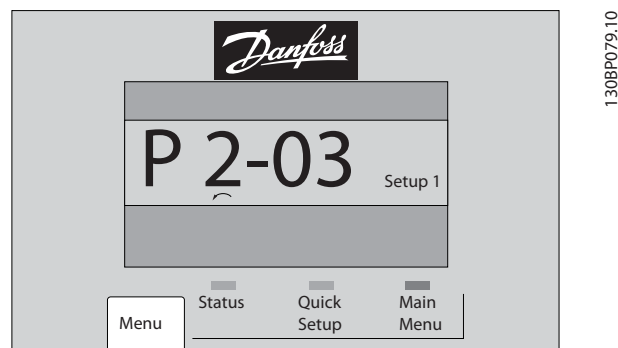 Danfoss
P 2-03 Setup 1
Menu
Status
Quick
Setup
Main
Menu
130BP079.10